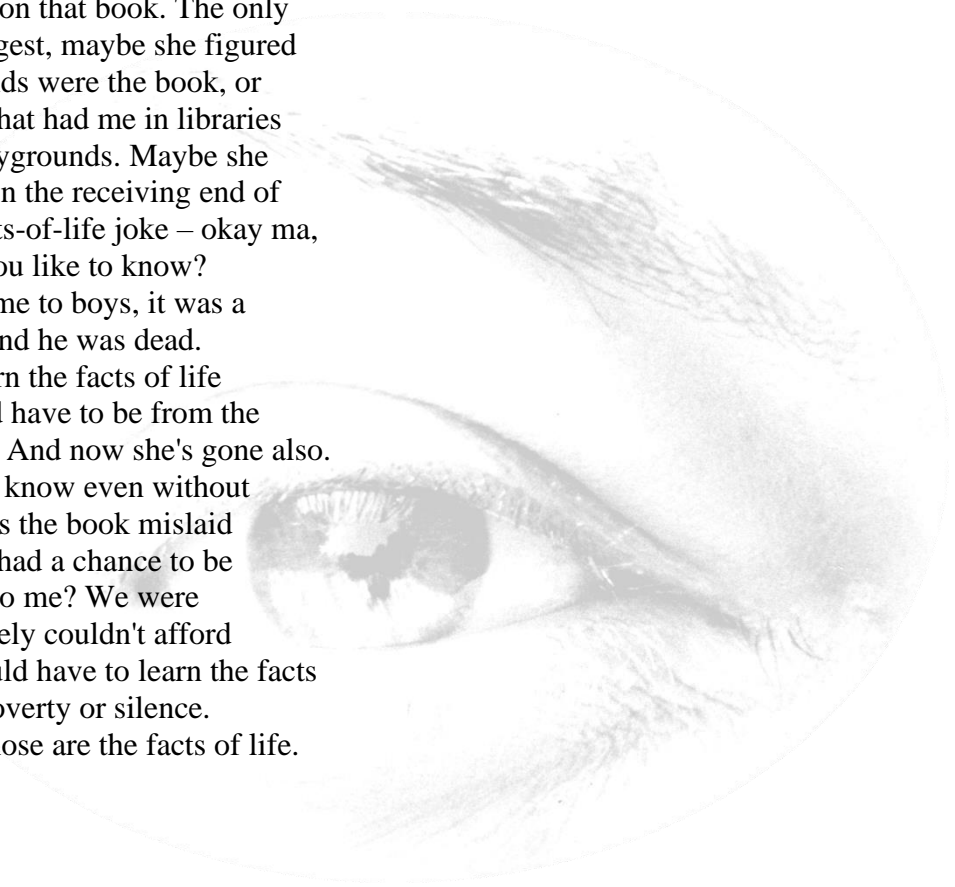 on that book. The only
gest, maybe she figured
ds were the book, or
hat had me in libraries
ygrounds. Maybe she
n the receiving end of
ts-of-life joke – okay ma,
ou like to know?
me to boys, it was a
nd he was dead.
rn the facts of life
d have to be from the
And now she's gone also.
know even without
s the book mislaid
had a chance to be
o me? We were
ely couldn't afford
uld have to learn the facts
overty or silence.
ose are the facts of life.